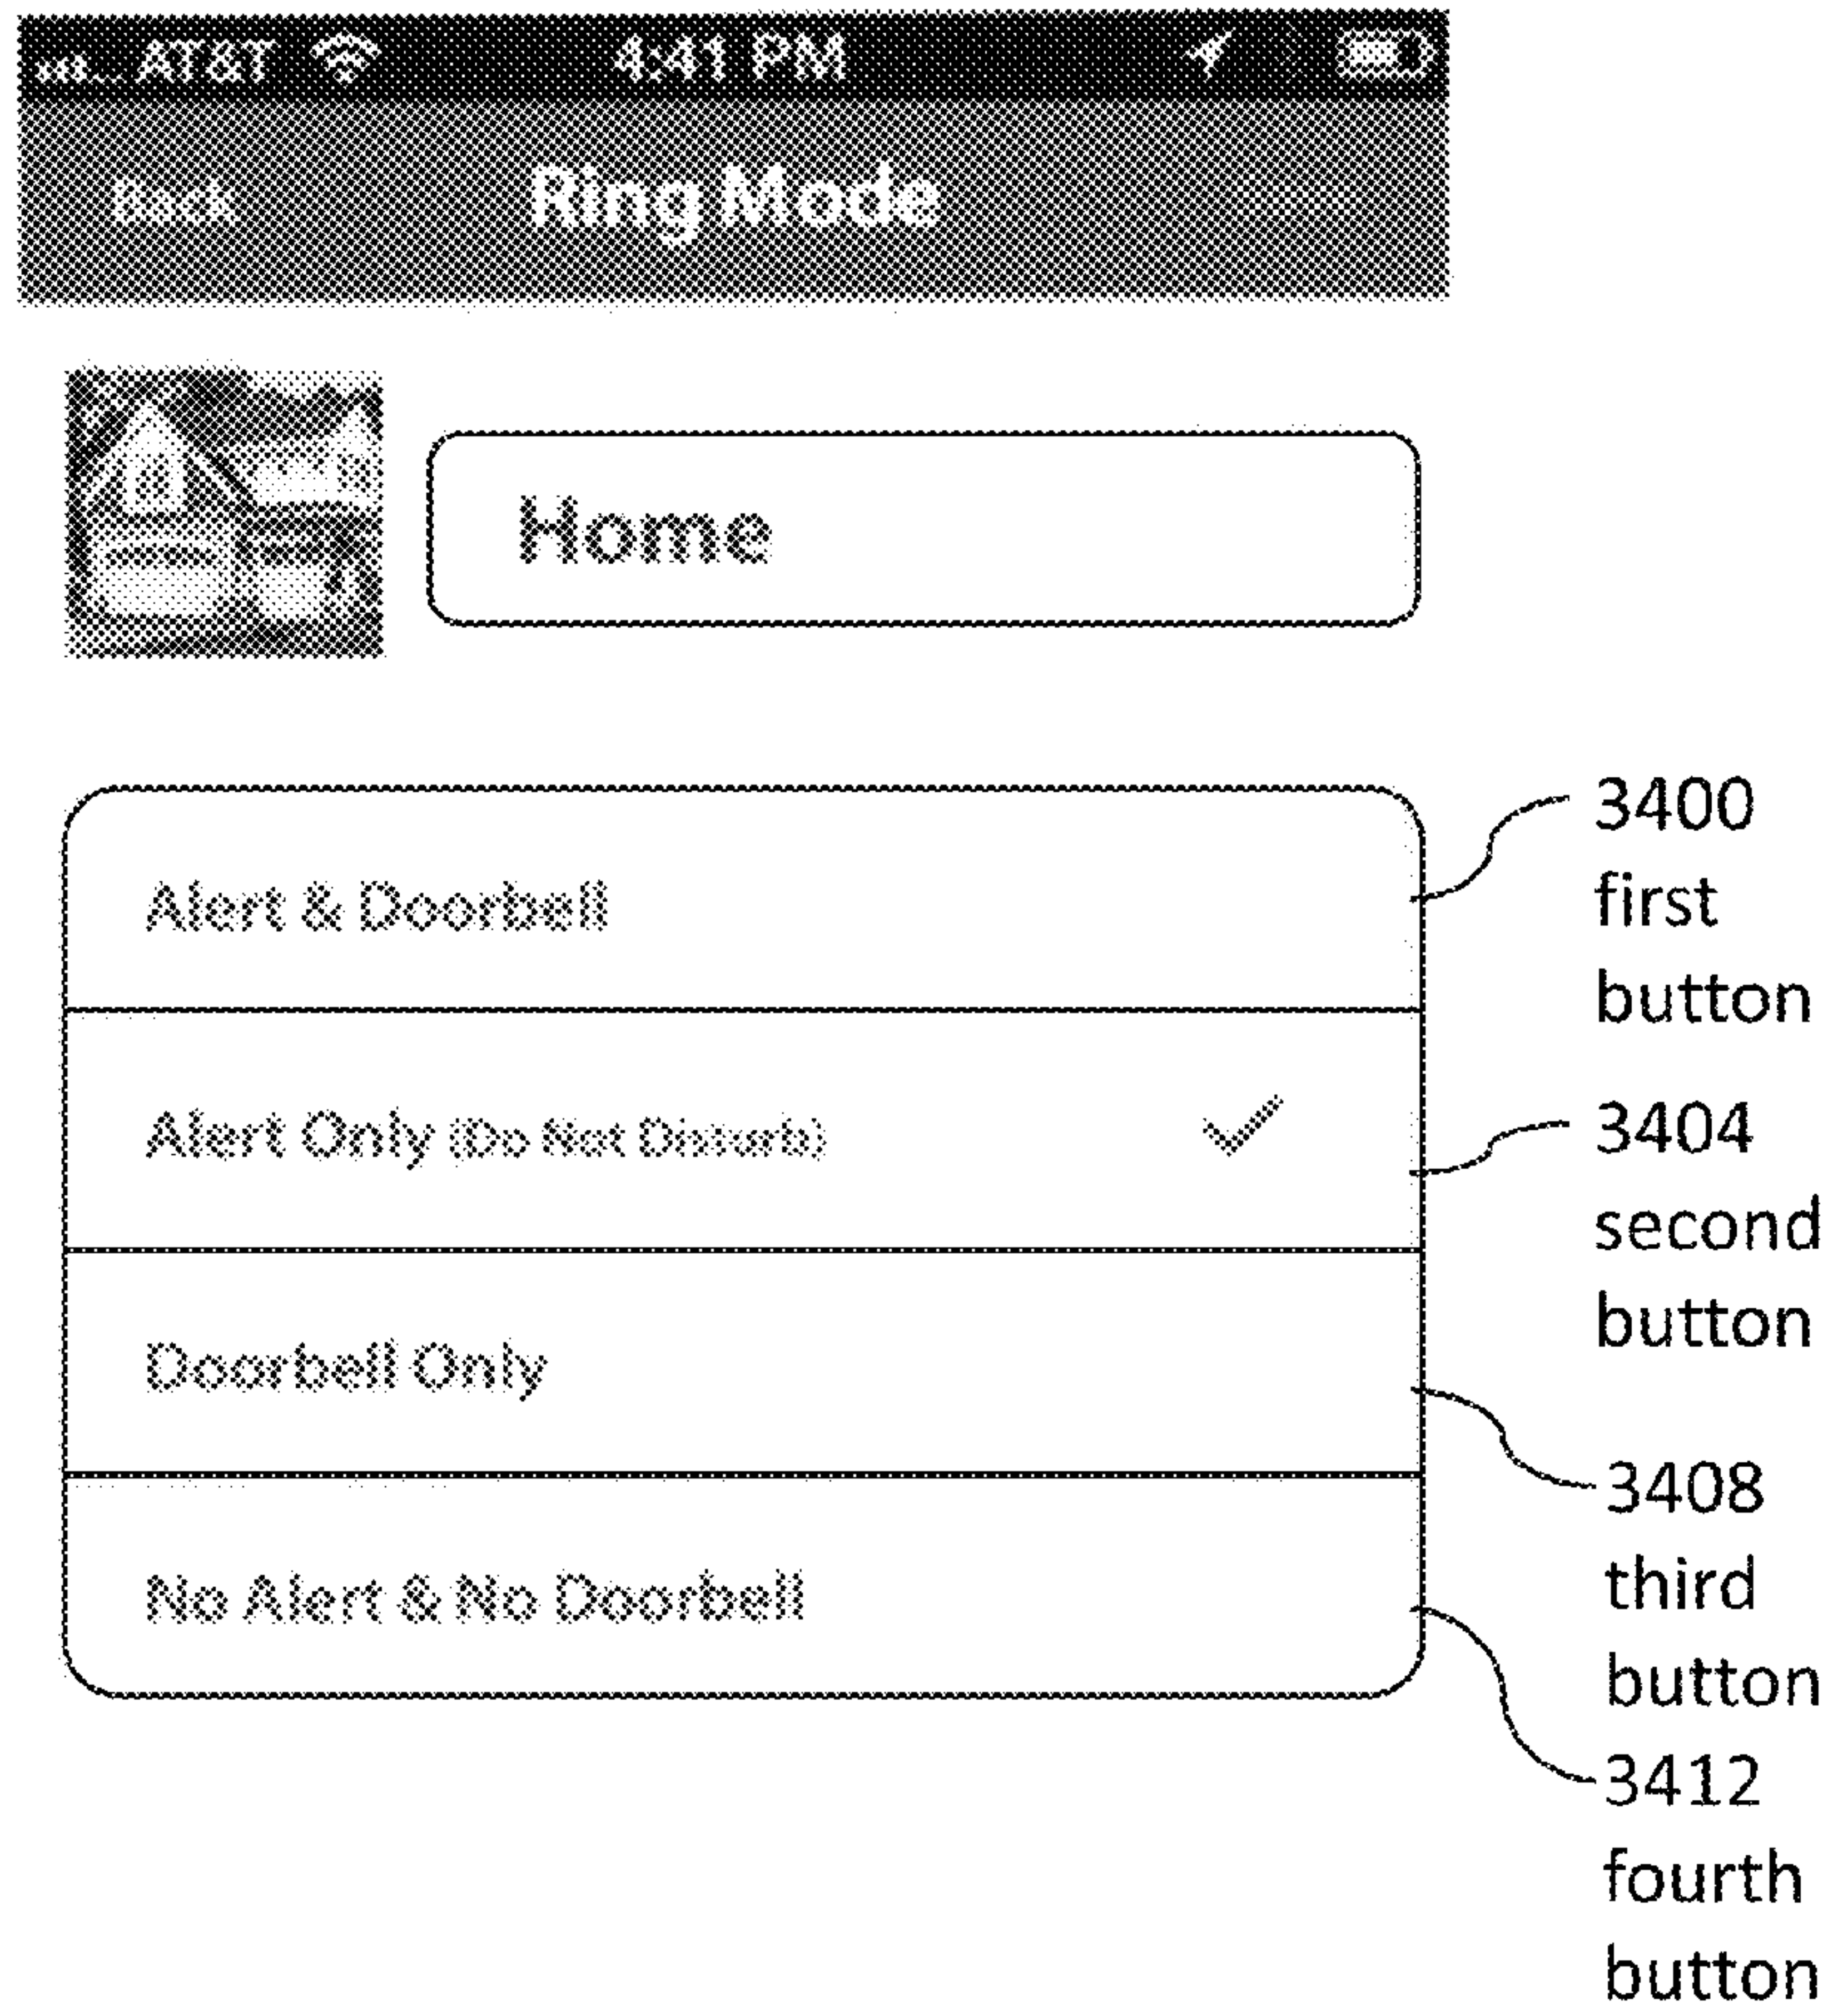 AT&T 4:41 PM
Back Ring Mode
Home
Alert & Doorbell
3400
first
button
Alert Only (Do Not Disturb)
3404
second
button
Doorbell Only
3408
third
button
No Alert & No Doorbell
3412
fourth
button